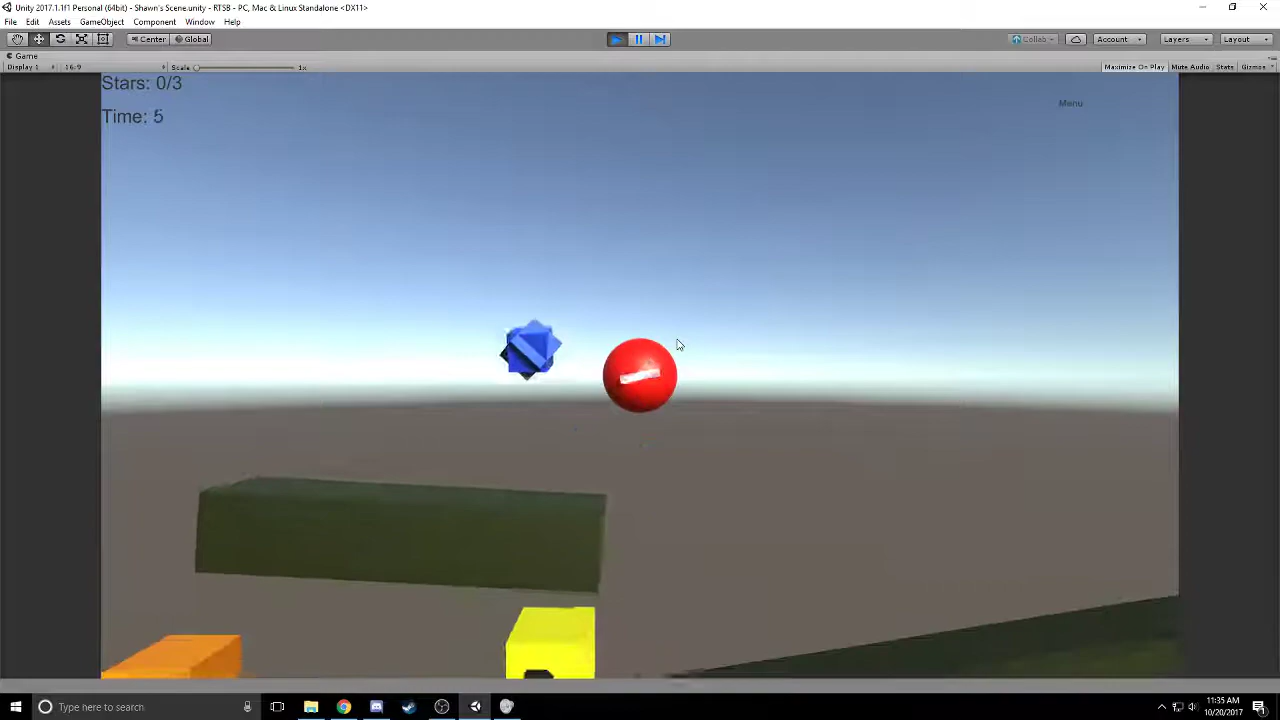 Unity 2017.1.1f1 Personal (64bit) - Shawn's Scene.unity - RTSB - PC, Mac & Linux Standalone <DX11>
File Edit Assets GameObject Component Window Help
Center Global Collab Account Layers Layout
Game
Display 1 16:9 Scale 1x Maximize On Play Mute Audio Stats Gizmos
Stars: 0/3
Menu
Time: 5
Type here to search
11:35 AM
10/20/2017